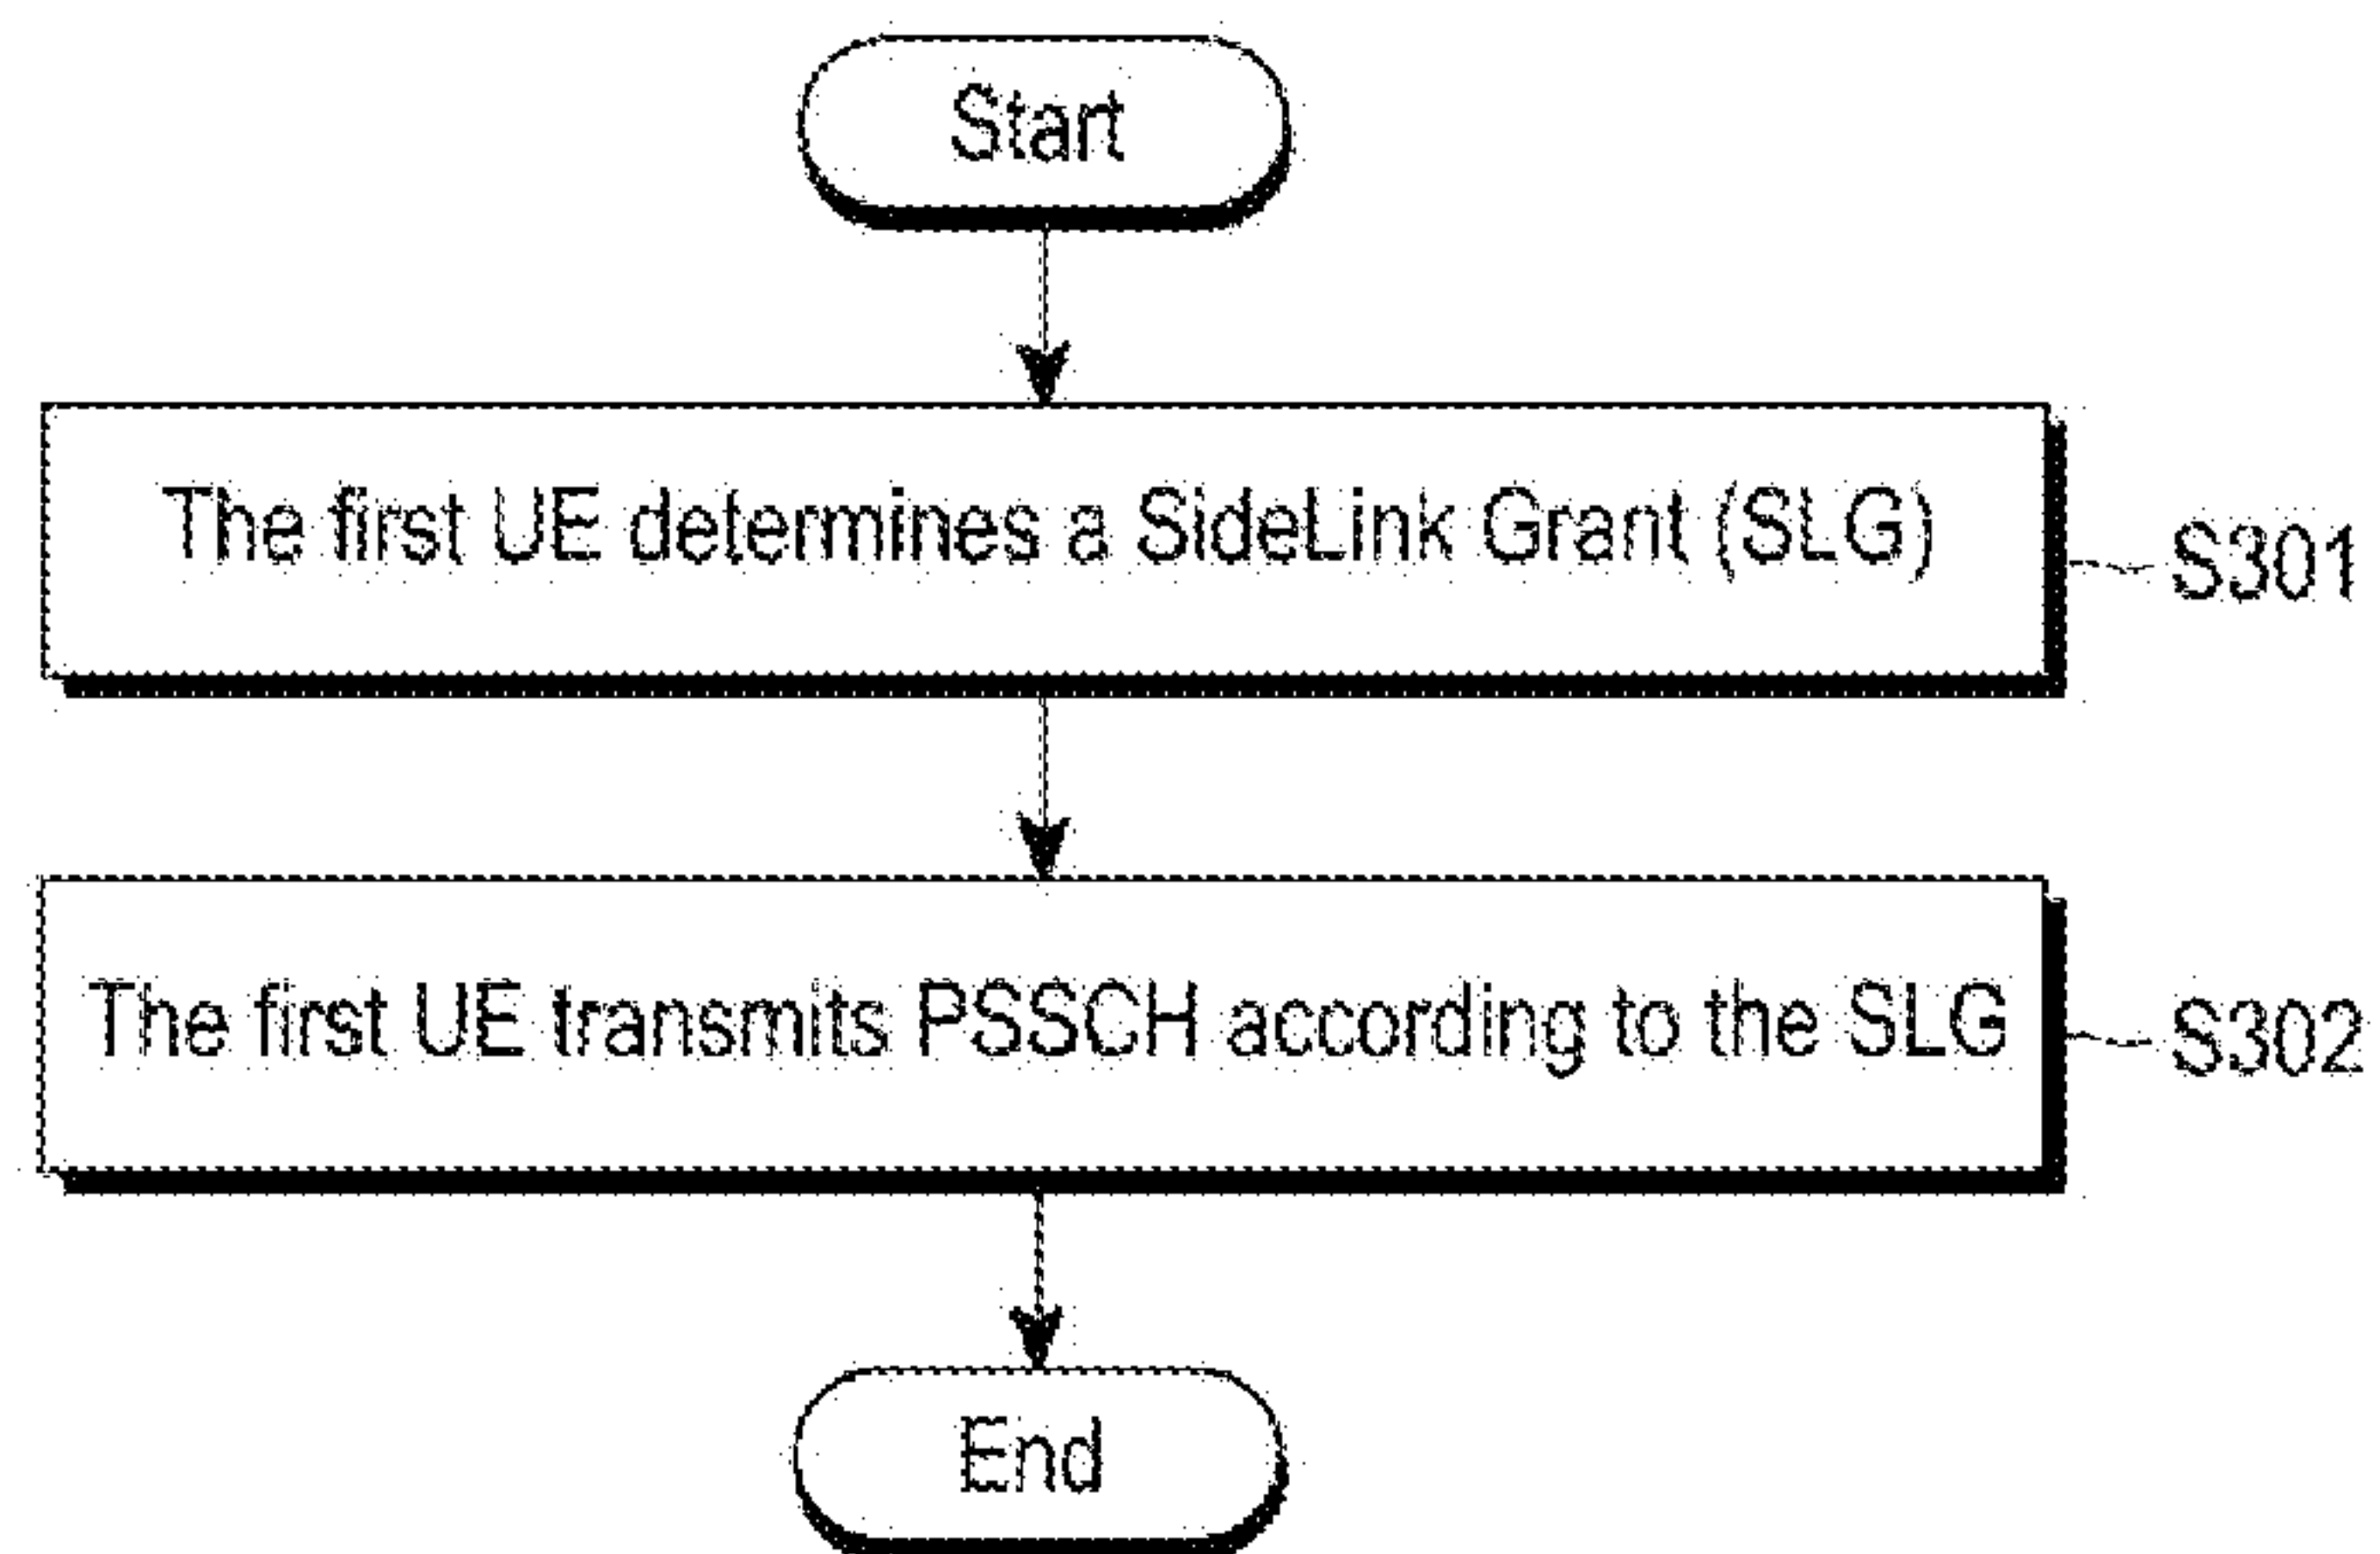 Start
The first UE determines a SideLink Grant (SLG)
S301
The first UE transmits PSSCH according to the SLG
S302
End